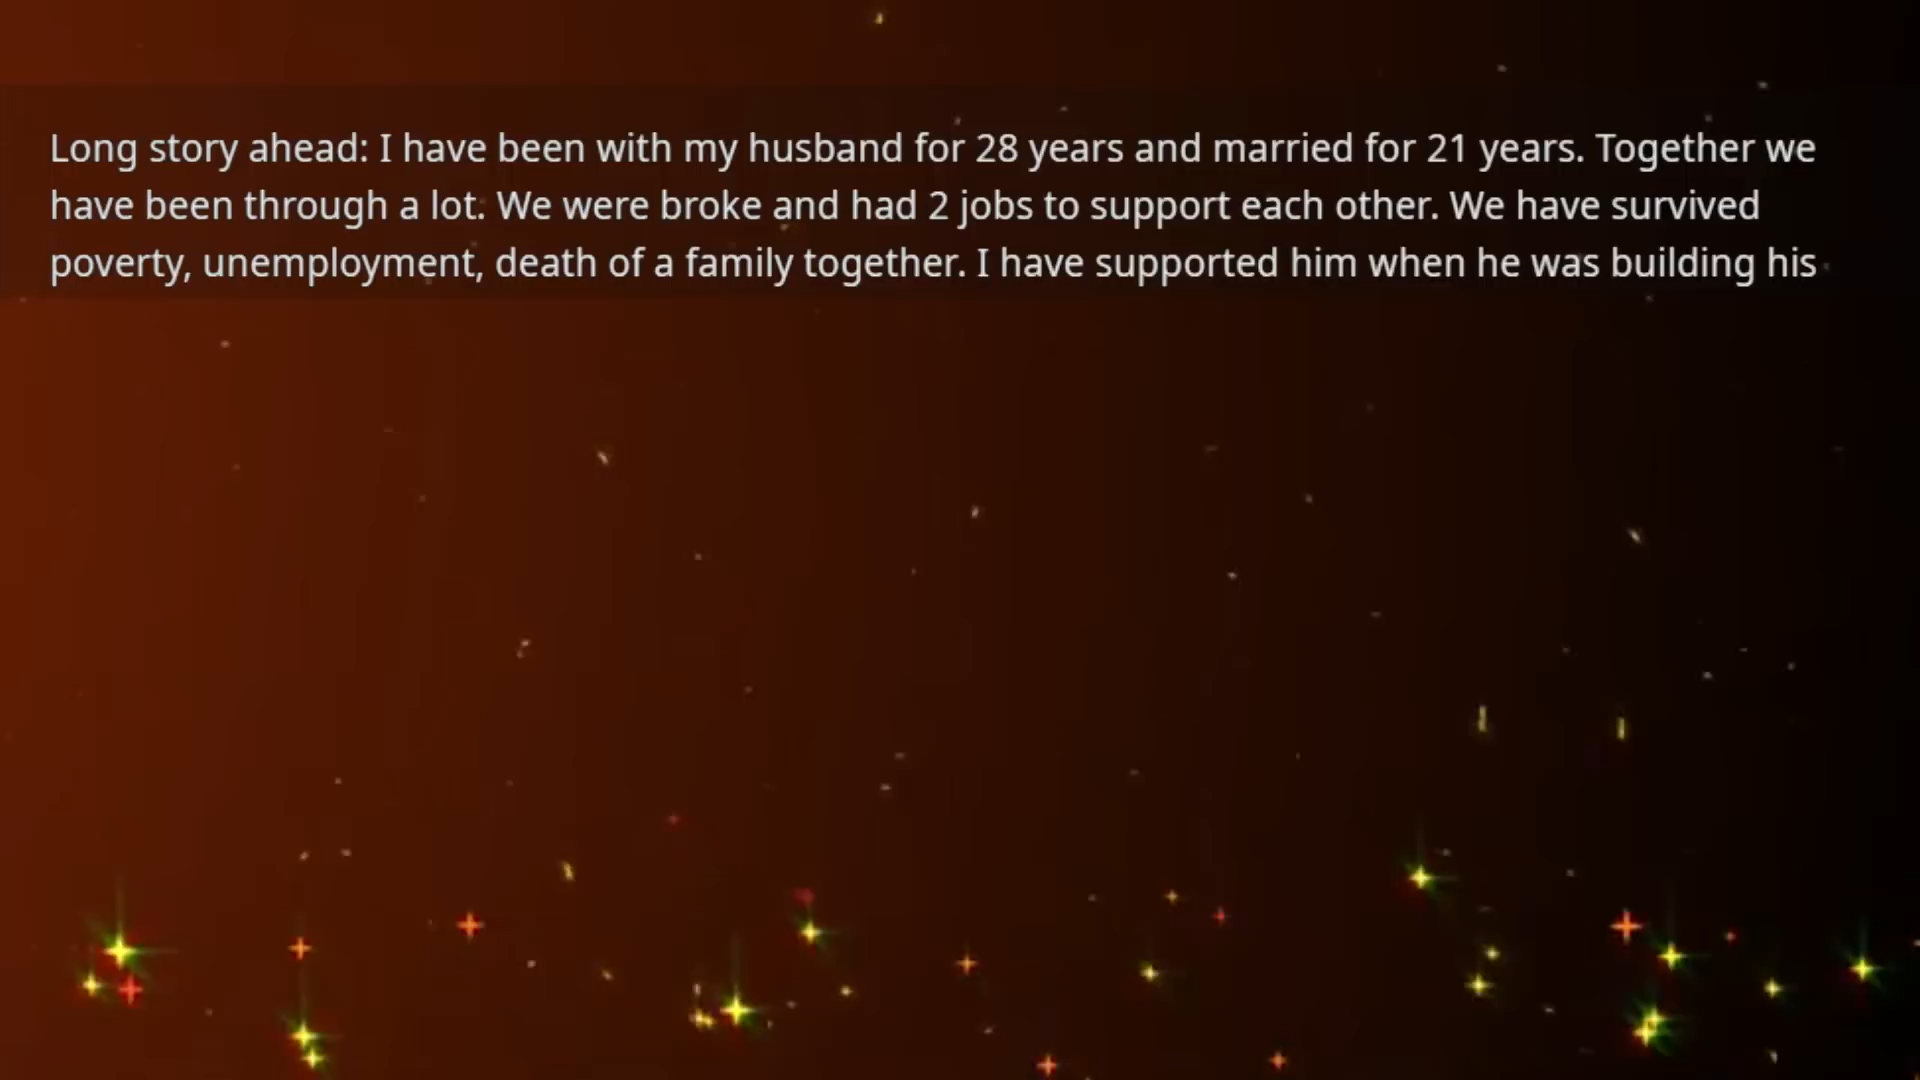 Long story ahead: I have been with my husband for 28 years and married for 21 years. Together we
have been through a lot. We were broke and had 2 jobs to support each other. We have survived
poverty, unemployment, death of a family together. I have supported him when he was building his